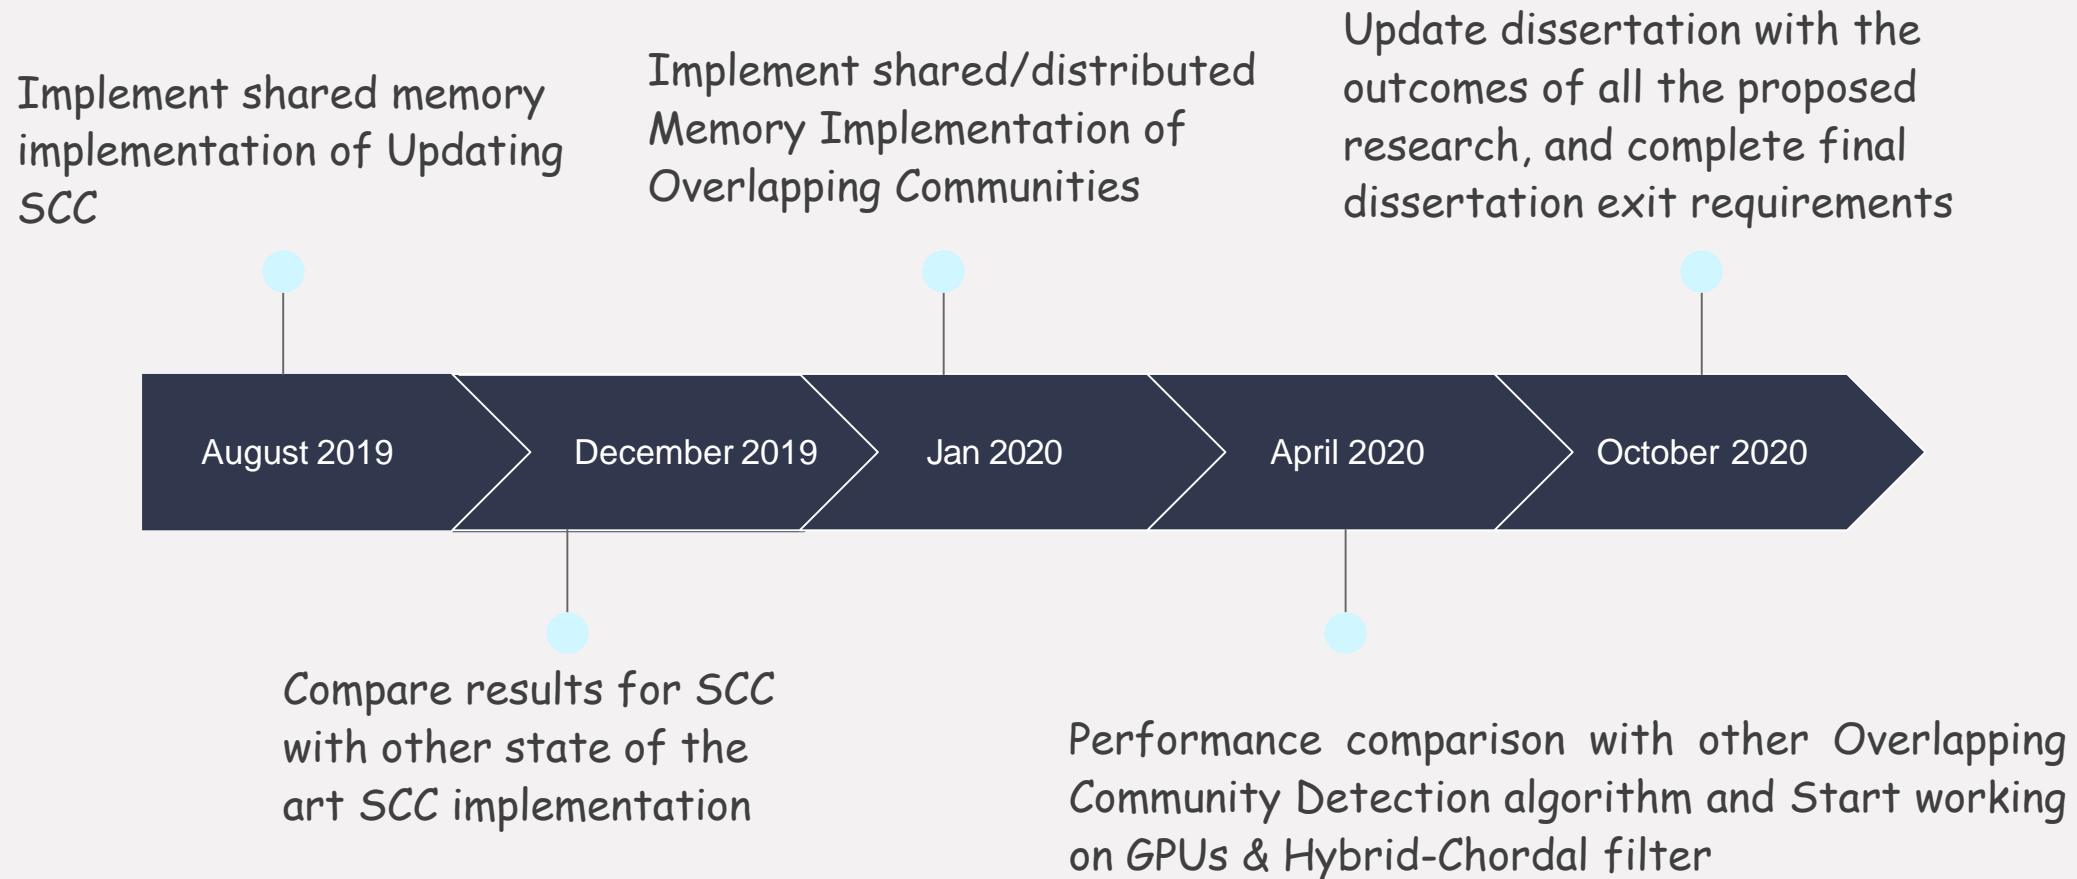 Implement shared memory
implementation of Updating
SCC
Implement shared/distributed
Memory Implementation of
Overlapping Communities
Update dissertation with the
outcomes of all the proposed
research, and complete final
dissertation exit requirements
August 2019
December 2019
Jan 2020
April 2020
October 2020
Compare results for SCC
with other state of the
art SCC implementation
Performance comparison with other Overlapping
Community Detection algorithm and Start working
on GPUs & Hybrid-Chordal filter